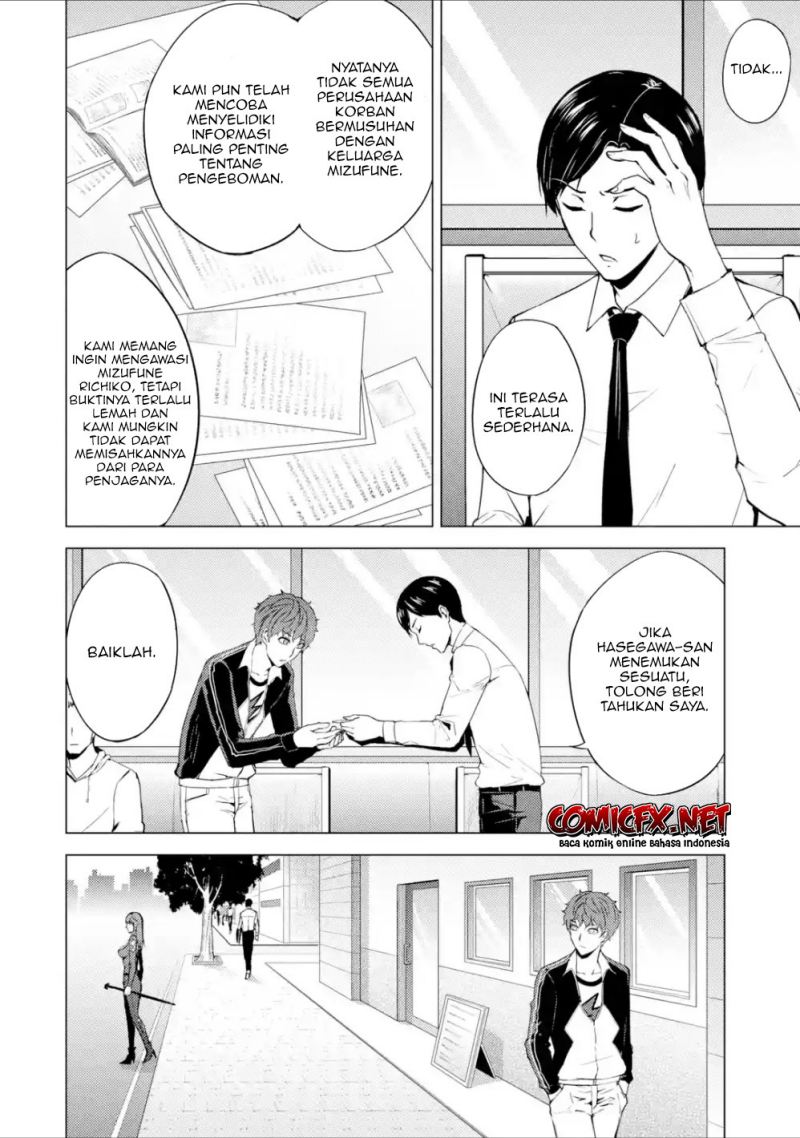 TIDAK...
INI TERASA
TERLALU
SEDERHANA.
NYATANYA
TIDAK SEMUA
PERUSAHAAN
KORBAN
BERMUSUHAN
DENGAN
KELUARGA
MIZUFUNE.
KAMI PUN TELAH
MENCOBA
MENYELIDIKI
INFORMASI
PALING PENTING
TENTANG
PENGEBOMAN.
KAMI MEMANG
INGIN MENGAWASI
MIZUFUNE
RICHIKO, TETAPI
BUKTINYA TERLALU
LEMAH DAN
KAMI MUNGKIN
TIDAK DAPAT
MEMISAHKANNYA
DARI PARA
PENJAGANYA.
JIKA
HASEGAWA-SAN
MENEMUKAN
SESUATU,
TOLONG BERI
TAHUKAN SAYA.
BAIKLAH.
COMICFX.NET
Baca Komik Online Bahasa Indonesia